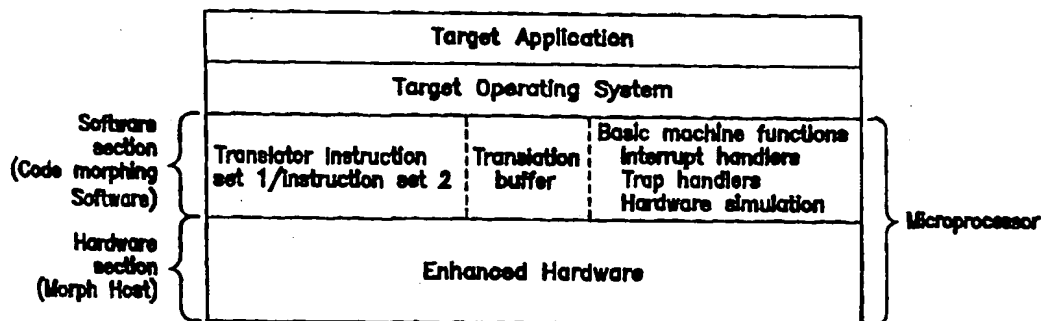 Target Application
Target Operating System
Software
section
(Code morphing
Software)
Translator instruction
set 1/instruction set 2
Translation
buffer
Basic machine functions
Interrupt handlers
Trap handlers
Hardware simulation
Microprocessor
Hardware
section
(Morph Host)
Enhanced Hardware